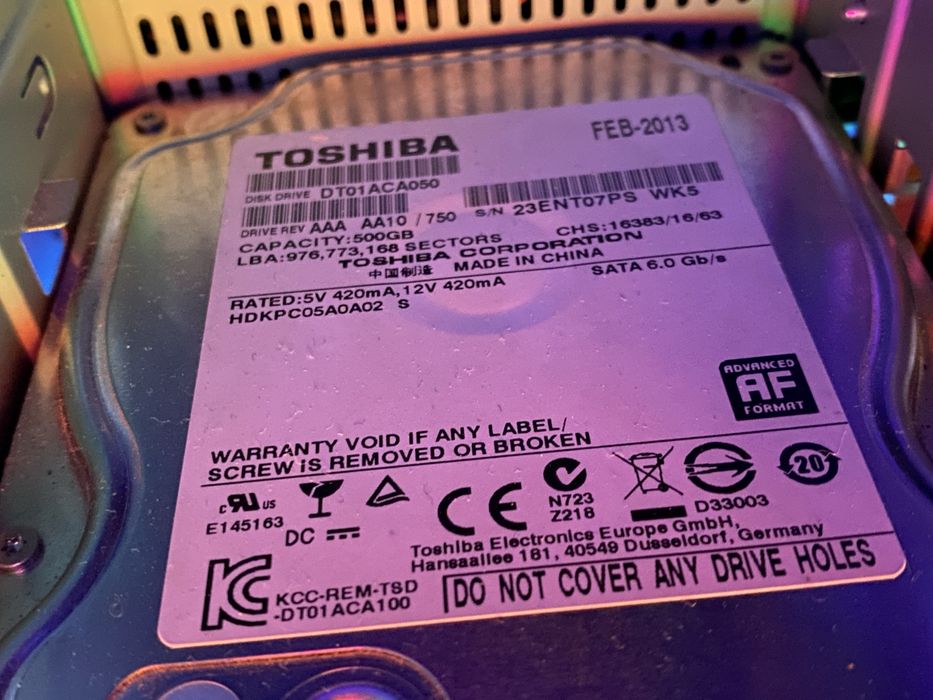 TOSHIBA
FEB-2013
DISK DRIVE DT01ACA050
S/N 23ENT07PS WK5
DRIVE REV AAA AA10 / 750
CAPACITY:500GB CHS:16383/16/63
LBA:976,773,168 SECTORS
TOSHIBA CORPORATION
中国制造 MADE IN CHINA
SATA 6.0 Gb/s
RATED:5V 420mA,12V 420mA
HDKPC05A0A02 S
ADVANCED
AF
FORMAT
WARRANTY VOID IF ANY LABEL/
SCREW iS REMOVED OR BROKEN
c RU US
E145163
DC
CE
N723
Z218
D33003
20
Toshiba Electronics Europe GmbH,
Hansaallee 181, 40549 Dusseldorf, Germany
KC
KCC-REM-TSD
-DT01ACA100
DO NOT COVER ANY DRIVE HOLES